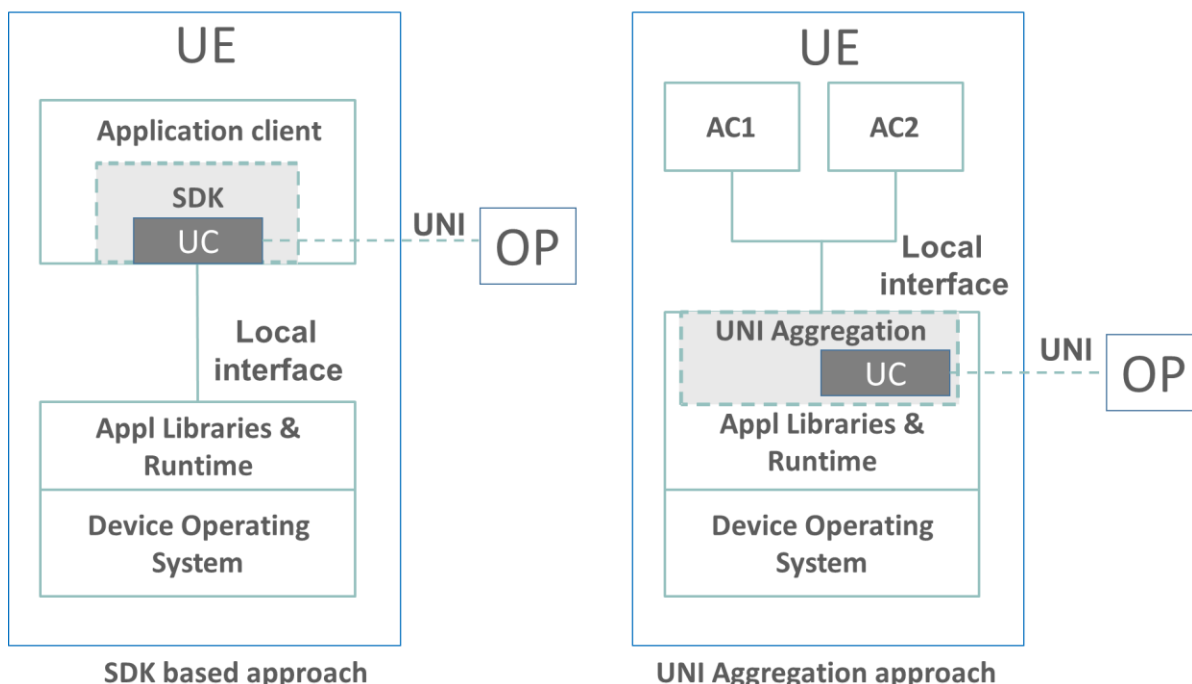 UE
Application client
SDK
UC
UNI
OP
Local
interface
Appl Libraries &
Runtime
Device Operating
System
SDK based approach
UE
AC1
AC2
Local
interface
UNI Aggregation
UC
UNI
OP
Appl Libraries &
Runtime
Device Operating
System
UNI Aggregation approach